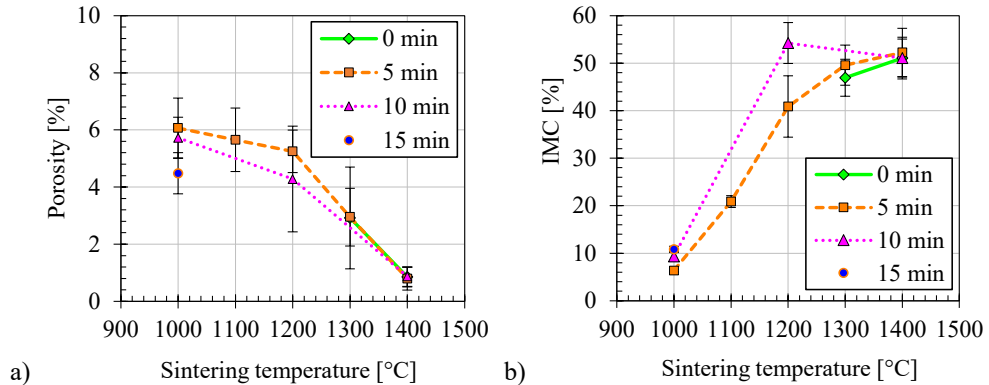 a)
Porosity [%]
10
8
6
4
2
0
900 1000 1100 1200 1300 1400 1500
Sintering temperature [°C]
0 min
5 min
10 min
15 min
b)
IMC [%]
60
50
40
30
20
10
0
900 1000 1100 1200 1300 1400 1500
Sintering temperature [°C]
0 min
5 min
10 min
15 min